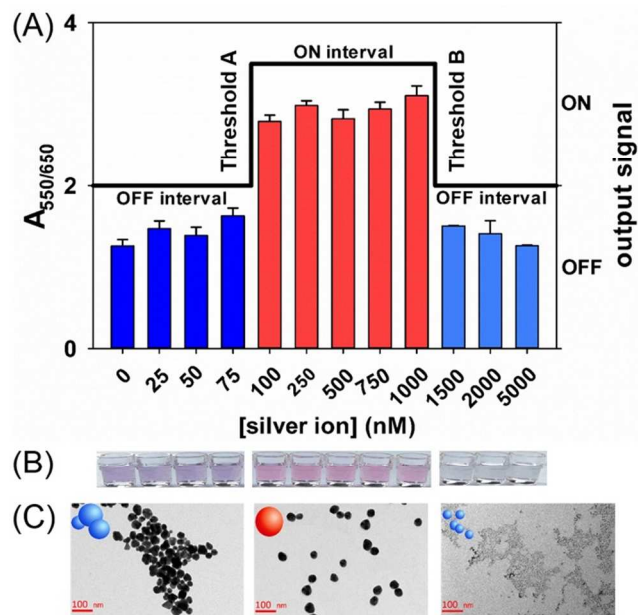 (A)
4
2
0
A550/650
OFF interval
Threshold A
ON interval
Threshold B
OFF interval
ON
OFF
output signal
0 25 50 75 100 250 500 750 1000 1500 2000 5000
[silver ion] (nM)
(B)
(C)
100 nm
100 nm
100 nm